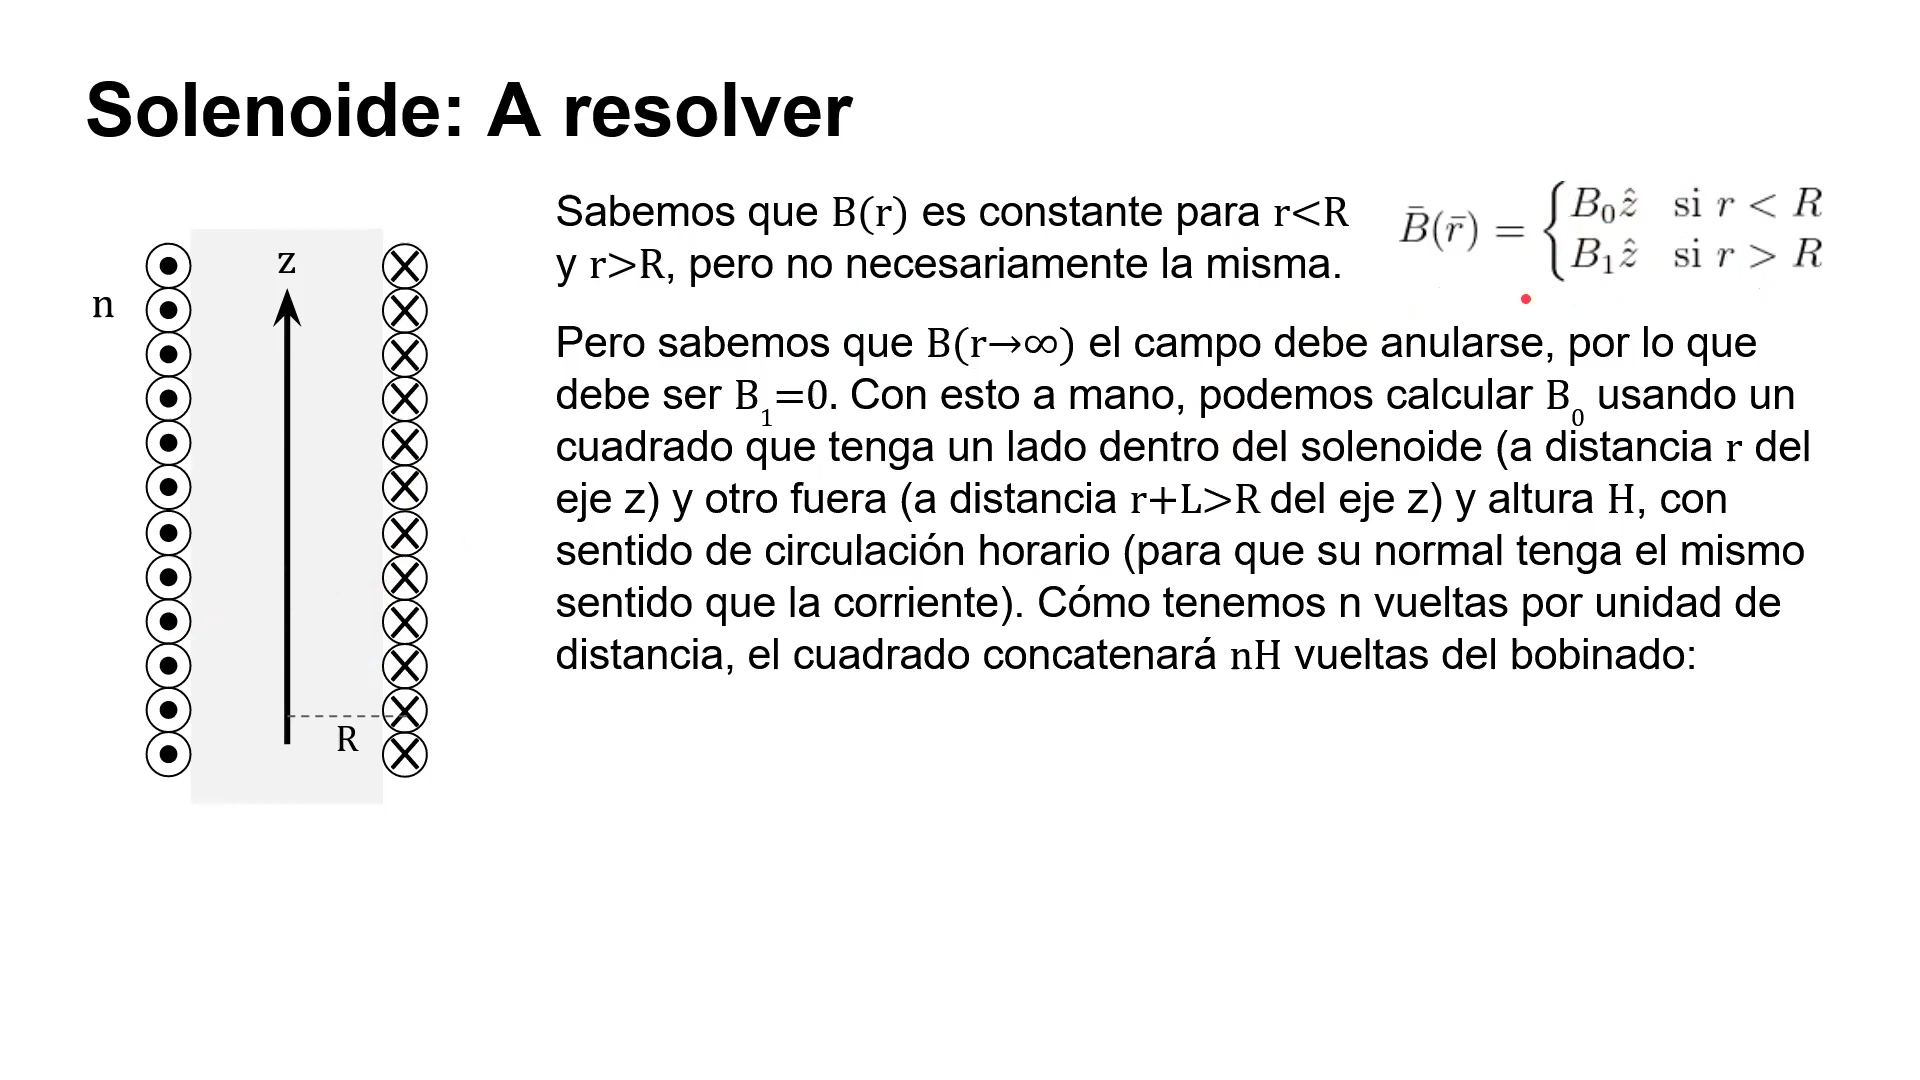 Solenoide: A resolver
Sabemos que B(r) es constante para r<R
y r>R, pero no necesariamente la misma.
B̄(r̄) = { B₀ẑ si r < R
B₁ẑ si r > R
Pero sabemos que B(r→∞) el campo debe anularse, por lo que
debe ser B₁=0. Con esto a mano, podemos calcular B₀ usando un
cuadrado que tenga un lado dentro del solenoide (a distancia r del
eje z) y otro fuera (a distancia r+L>R del eje z) y altura H, con
sentido de circulación horario (para que su normal tenga el mismo
sentido que la corriente). Cómo tenemos n vueltas por unidad de
distancia, el cuadrado concatenará nH vueltas del bobinado:
z
n
R